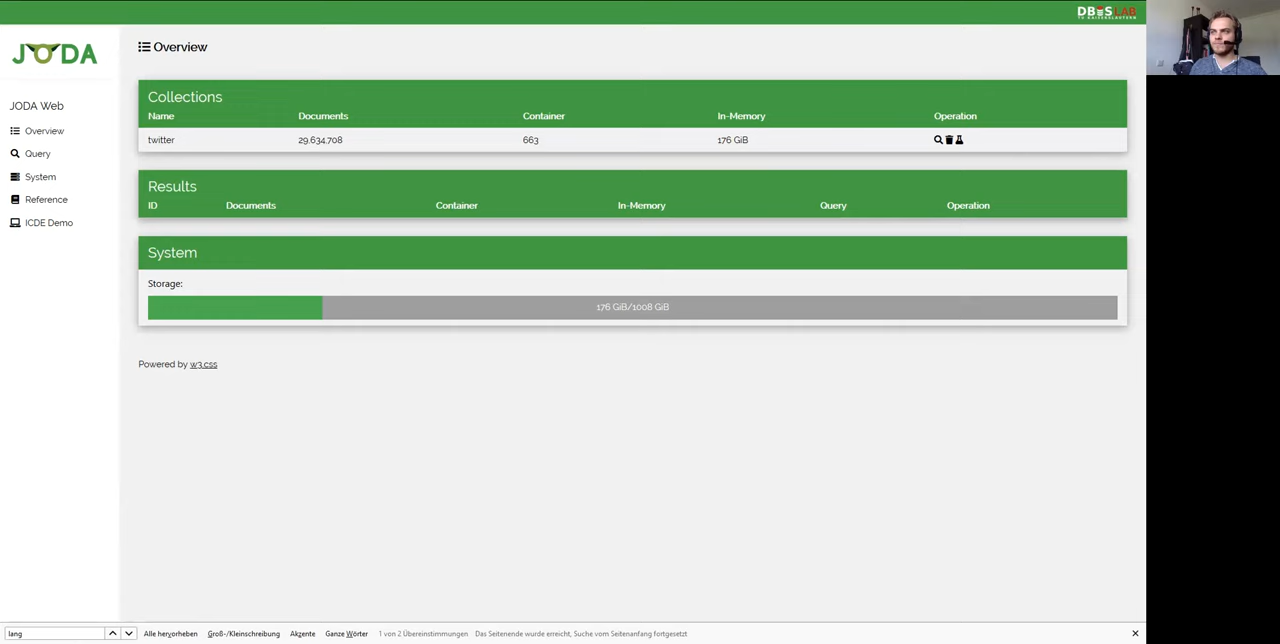 DBIS LAB
TU KAISERSLAUTERN
JODA
Overview
JODA Web
Overview
Query
System
Reference
ICDE Demo
Collections
Name Documents Container In-Memory Operation
twitter 29,634,708 663 176 GiB
Results
ID Documents Container In-Memory Query Operation
System
Storage:
176 GiB/1008 GiB
Powered by w3.css
lang Alle hervorheben Groß-/Kleinschreibung Akzente Ganze Wörter 1 von 2 Übereinstimmungen Das Seitenende wurde erreicht, Suche vom Seitenanfang fortgesetzt